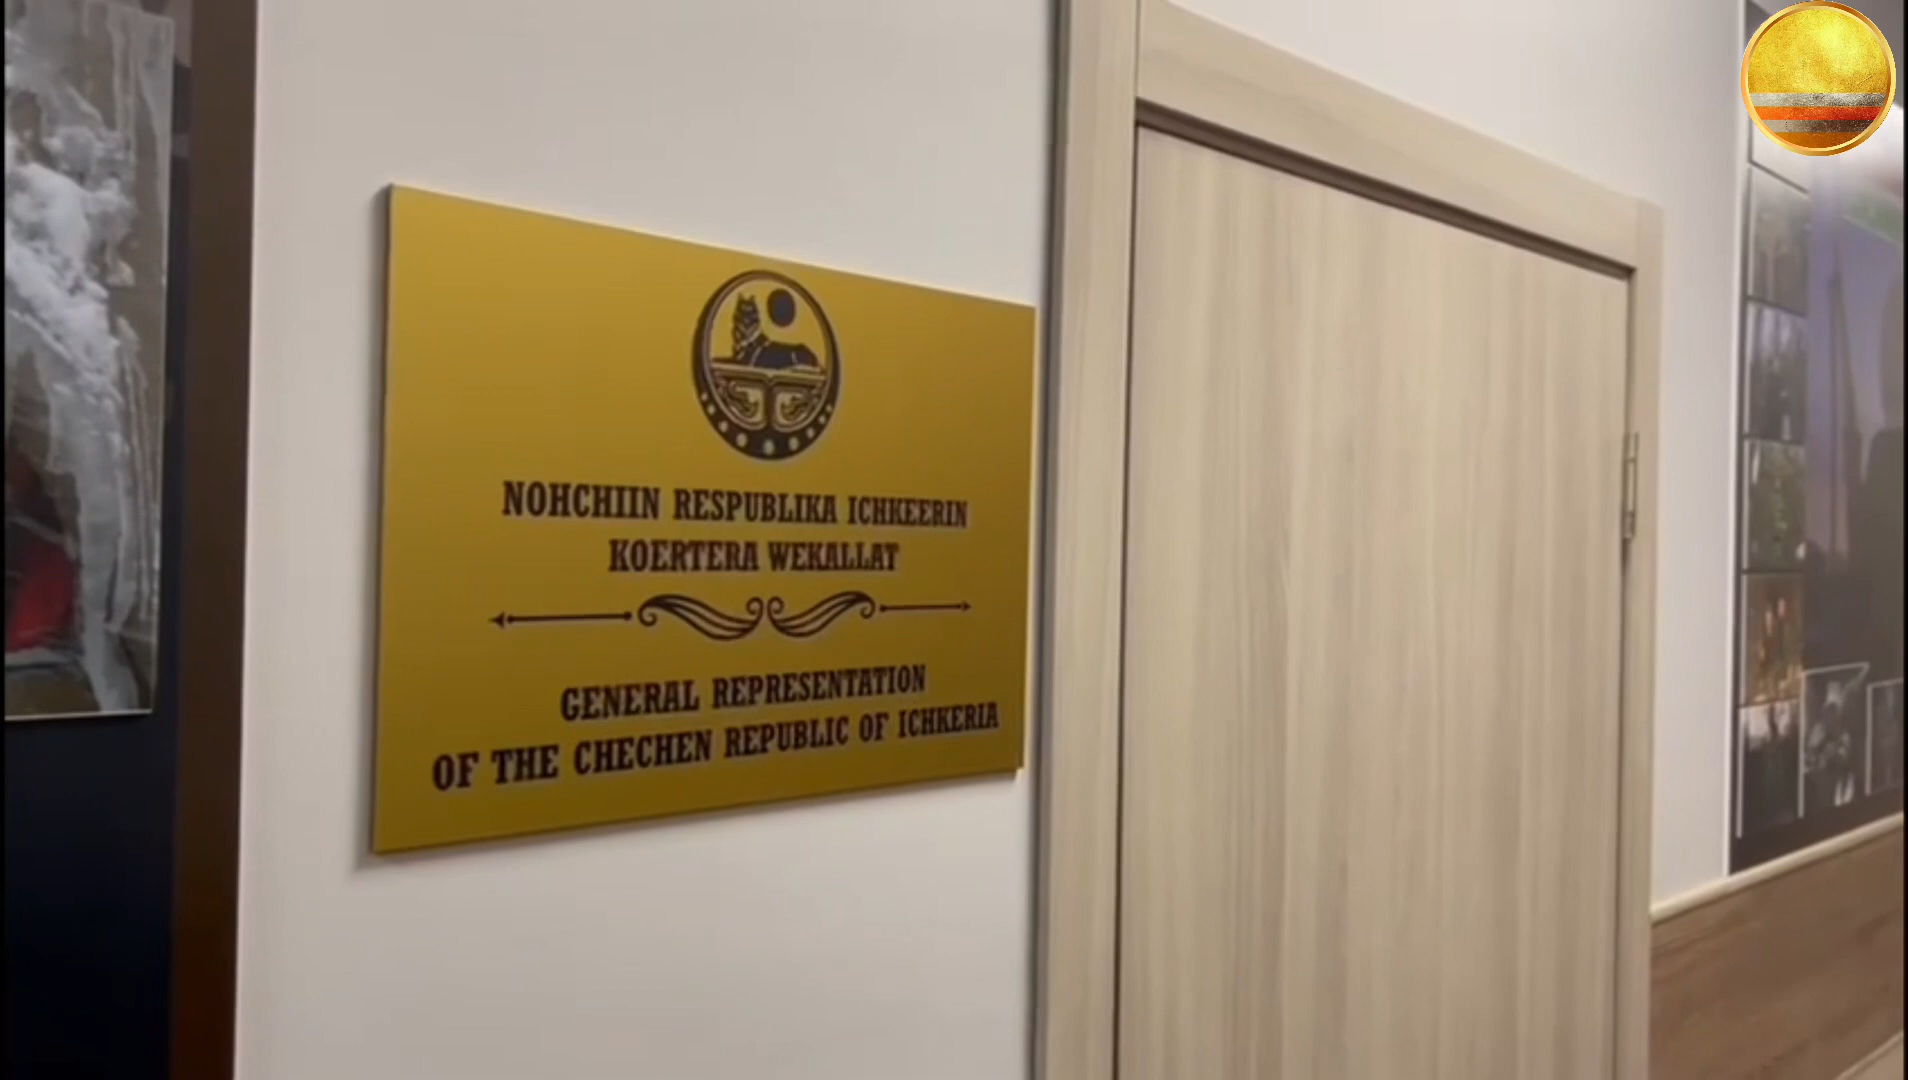 NOHCHIIN RESPUBLIKA ICHKEERIN
KOERTERA WEKALLAT
GENERAL REPRESENTATION
OF THE CHECHEN REPUBLIC OF ICHKERIA